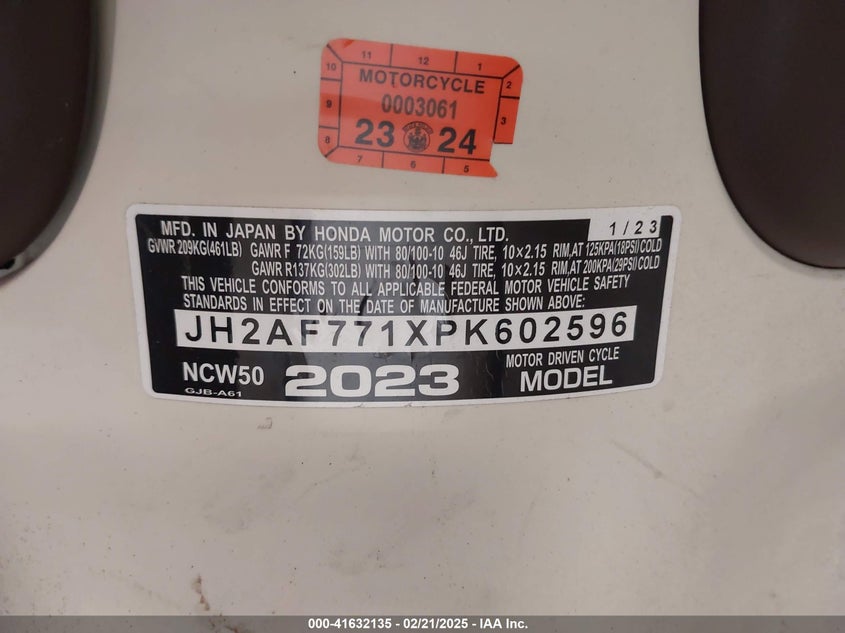 11 12 1
10 2
MOTORCYCLE
0003061
9 3
23 24
8
7 6 5
MFD. IN JAPAN BY HONDA MOTOR CO., LTD. 1/23
GVWR 209KG(461LB) GAWR F 72KG(159LB) WITH 80/100-10 46J TIRE, 10×2.15 RIM,AT 125KPA(18PSI)COLD
GAWR R137KG(302LB) WITH 80/100-10 46J TIRE, 10×2.15 RIM,AT 200KPA(29PSI)COLD
THIS VEHICLE CONFORMS TO ALL APPLICABLE FEDERAL MOTOR VEHICLE SAFETY
STANDARDS IN EFFECT ON THE DATE OF MANUFACTURE SHOWN ABOVE:
JH2AF771XPK602596
NCW50 2023 MOTOR DRIVEN CYCLE
MODEL
GJB-A61
000-41632135 - 02/21/2025 - IAA Inc.